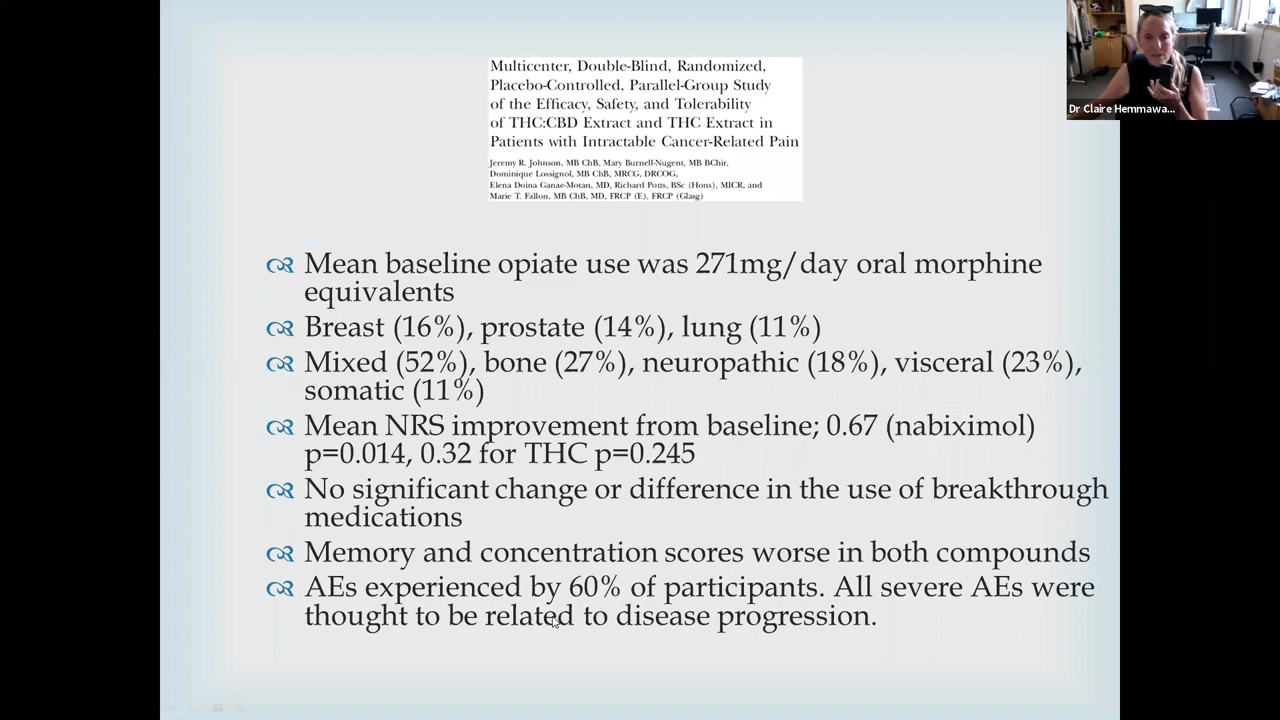 Multicenter, Double-Blind, Randomized,
Placebo-Controlled, Parallel-Group Study
of the Efficacy, Safety, and Tolerability
of THC:CBD Extract and THC Extract in
Patients with Intractable Cancer-Related Pain
Jeremy R. Johnson, MB ChB, Mary Burnell-Nugent, MB BChir,
Dominique Lossignol, MB ChB, MRCG, DRCOG,
Elena Doina Ganae-Motan, MD, Richard Potts, BSc (Hons), MICR, and
Marie T. Fallon, MB ChB, MD, FRCP (E), FRCP (Glasg)
Dr Claire Hemmawa...
Mean baseline opiate use was 271mg/day oral morphine
equivalents
Breast (16%), prostate (14%), lung (11%)
Mixed (52%), bone (27%), neuropathic (18%), visceral (23%),
somatic (11%)
Mean NRS improvement from baseline; 0.67 (nabiximol)
p=0.014, 0.32 for THC p=0.245
No significant change or difference in the use of breakthrough
medications
Memory and concentration scores worse in both compounds
AEs experienced by 60% of participants. All severe AEs were
thought to be related to disease progression.